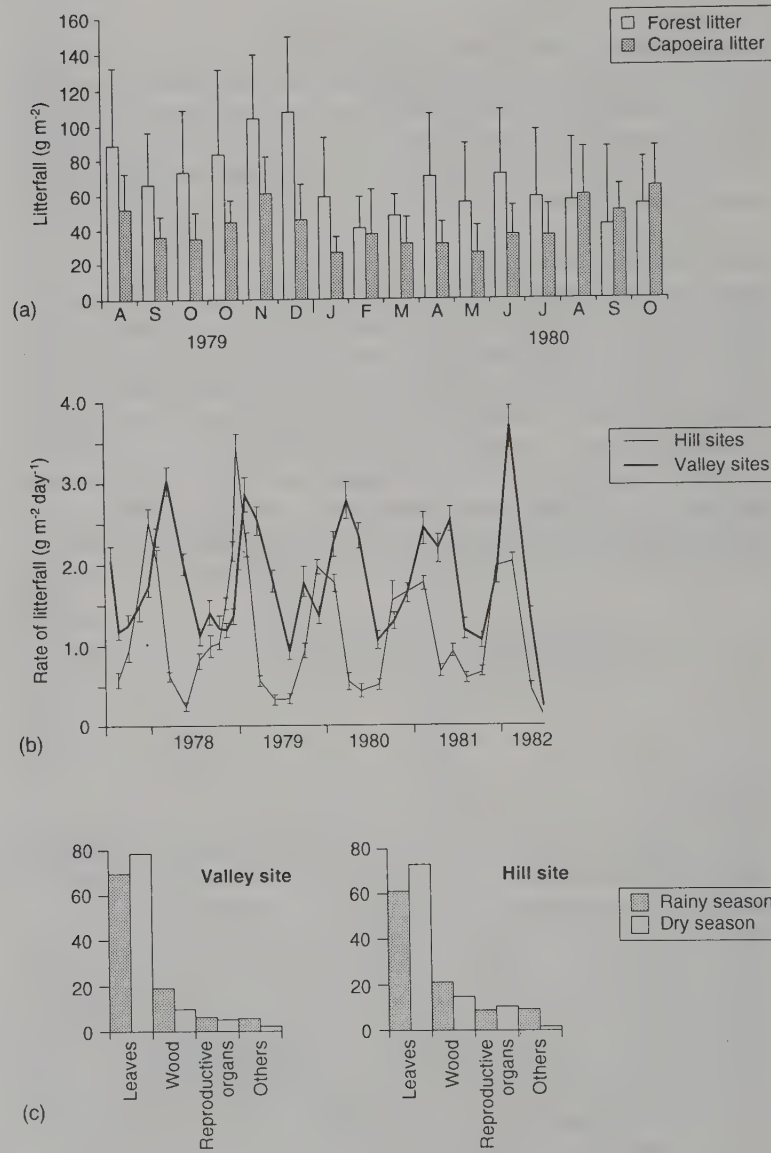 160
140
120
100
80
60
40
20
0
Litterfall (g m-2)
Forest litter
Capoeira litter
A S O O N D J F M A M J J A S O
1979 1980
(a)
4.0
3.0
2.0
1.0
0
Rate of litterfall (g m-2 day-1)
Hill sites
Valley sites
1978 1979 1980 1981 1982
(b)
80
60
40
20
0
Valley site
Leaves
Wood
Reproductive
organs
Others
80
60
40
20
0
Hill site
Leaves
Wood
Reproductive
organs
Others
Rainy season
Dry season
(c)